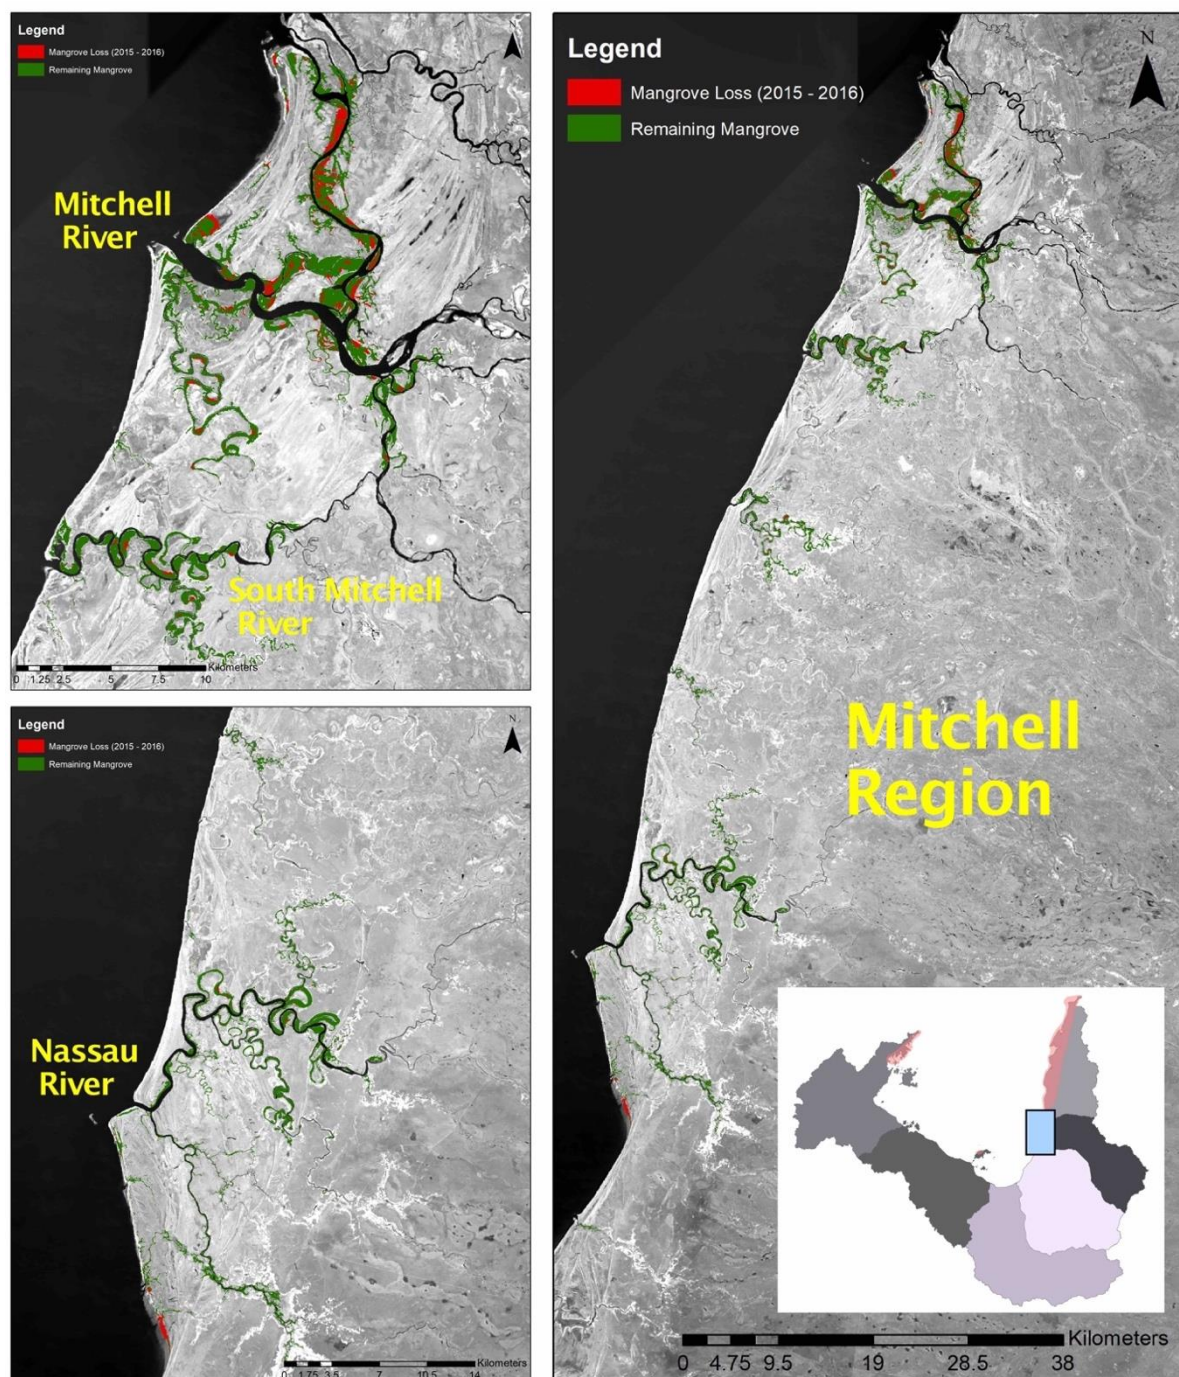 Legend
Mangrove Loss (2015 - 2016)
Remaining Mangrove
Mitchell
River
South Mitchell
River
Kilometers
0 1.25 2.5 5 7.5 10
Legend
Mangrove Loss (2015 - 2016)
Remaining Mangrove
N
Nassau
River
Kilometers
0 1.75 3.5 7 14
Legend
N
Mangrove Loss (2015 - 2016)
Remaining Mangrove
Mitchell
Region
Kilometers
0 4.75 9.5 19 28.5 38